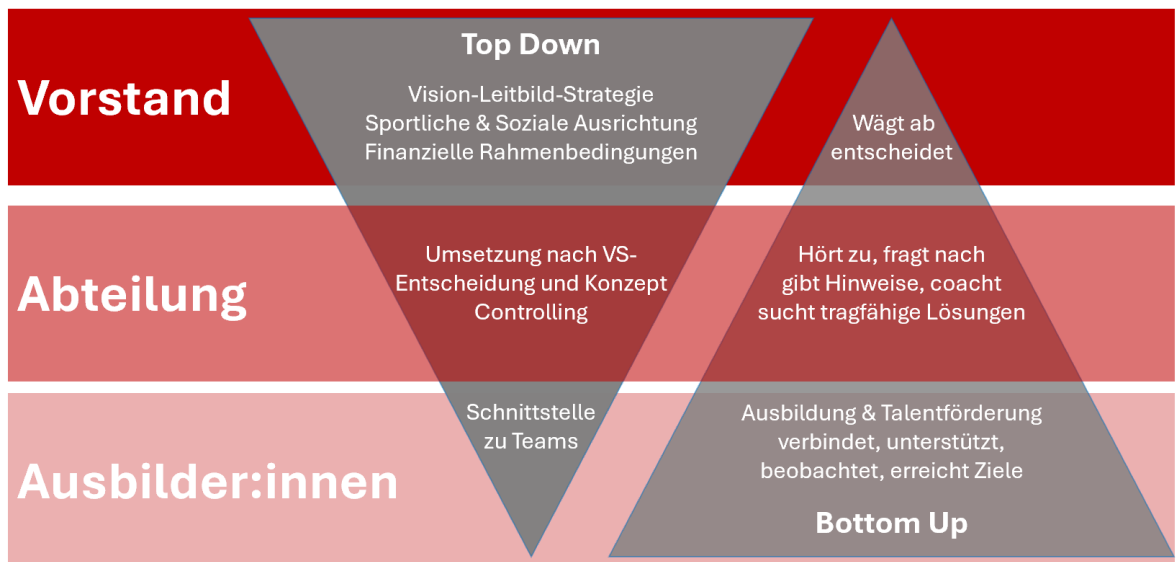 Vorstand
Top Down
Vision-Leitbild-Strategie
Sportliche & Soziale Ausrichtung
Finanzielle Rahmenbedingungen
Wägt ab
entscheidet
Abteilung
Umsetzung nach VS-
Entscheidung und Konzept
Controlling
Hört zu, fragt nach
gibt Hinweise, coacht
sucht tragfähige Lösungen
Ausbilder:innen
Schnittstelle
zu Teams
Ausbildung & Talentförderung
verbindet, unterstützt,
beobachtet, erreicht Ziele
Bottom Up